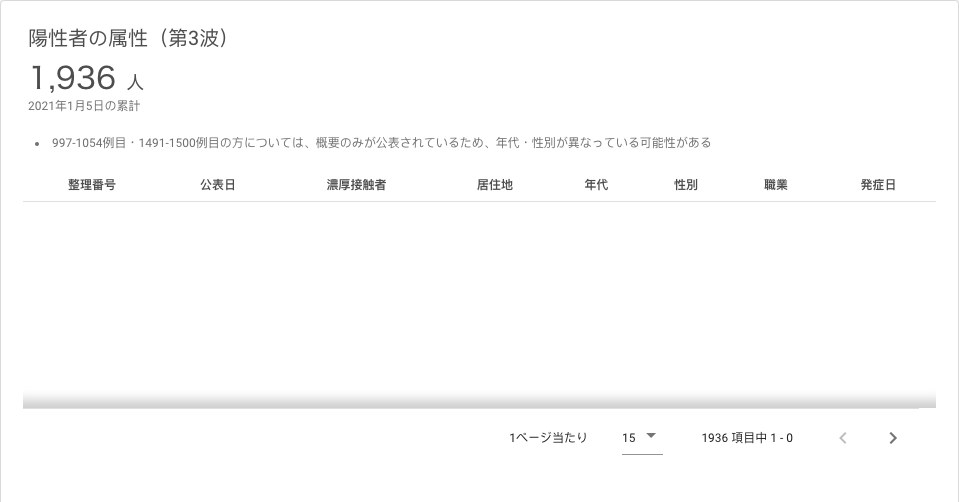 陽性者の属性（第3波）
1,936 人
2021年1月5日の累計
• 997-1054例目・1491-1500例目の方については、概要のみが公表されているため、年代・性別が異なっている可能性がある
整理番号 公表日 濃厚接触者 居住地 年代 性別 職業 発症日
1ページ当たり 15 1936 項目中 1 - 0